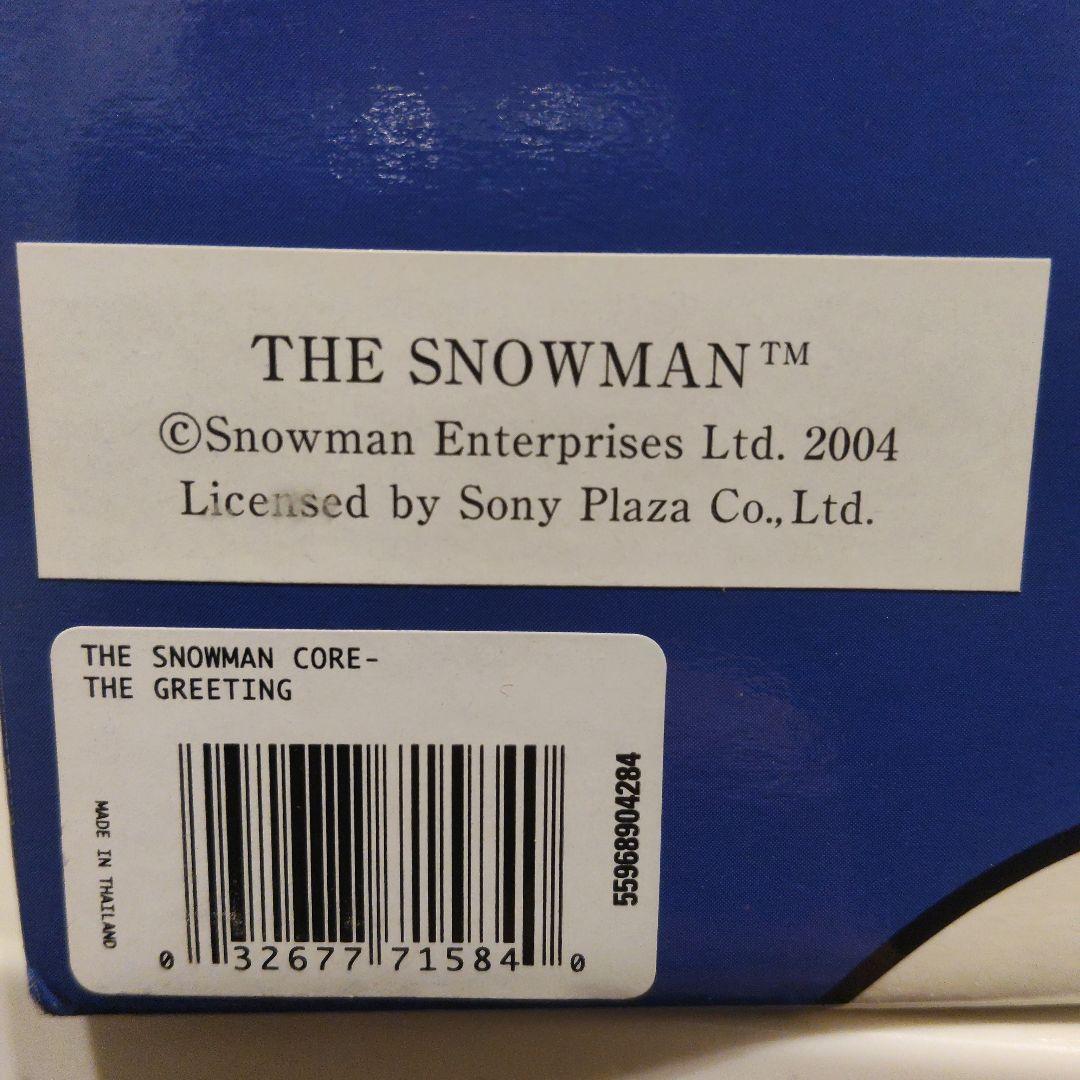 THE SNOWMAN™
©Snowman Enterprises Ltd. 2004
Licensed by Sony Plaza Co., Ltd.
THE SNOWMAN CORE-
THE GREETING
MADE IN THAILAND
55968904284
0 32677 71584 0